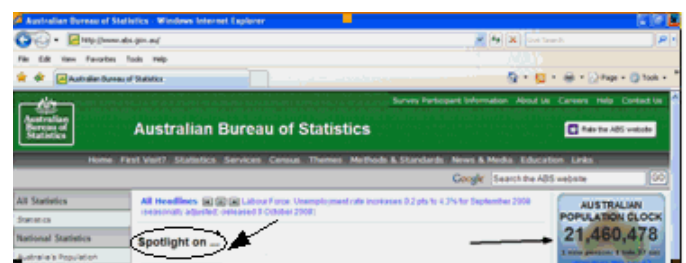 Australian Bureau of Statistics - Windows Internet Explorer
http://www.abs.gov.au/
File Edit View Favorites Tools Help
Australian Bureau of Statistics
Page Tools
Survey Participant Information About Us Careers Help Contact Us
Australian Bureau of Statistics
Australian Bureau of Statistics
Rate the ABS website
Home First Visit? Statistics Services Census Themes Methods & Standards News & Media Education Links
Google Search the ABS website GO
All Statistics
Statistics
National Statistics
Australia's Population
All Headlines Labour Force: Unemployment rate increases 0.2 pts to 4.3% for September 2008
(seasonally adjusted) (released 9 October 2008)
Spotlight on ...
AUSTRALIAN
POPULATION CLOCK
21,460,478